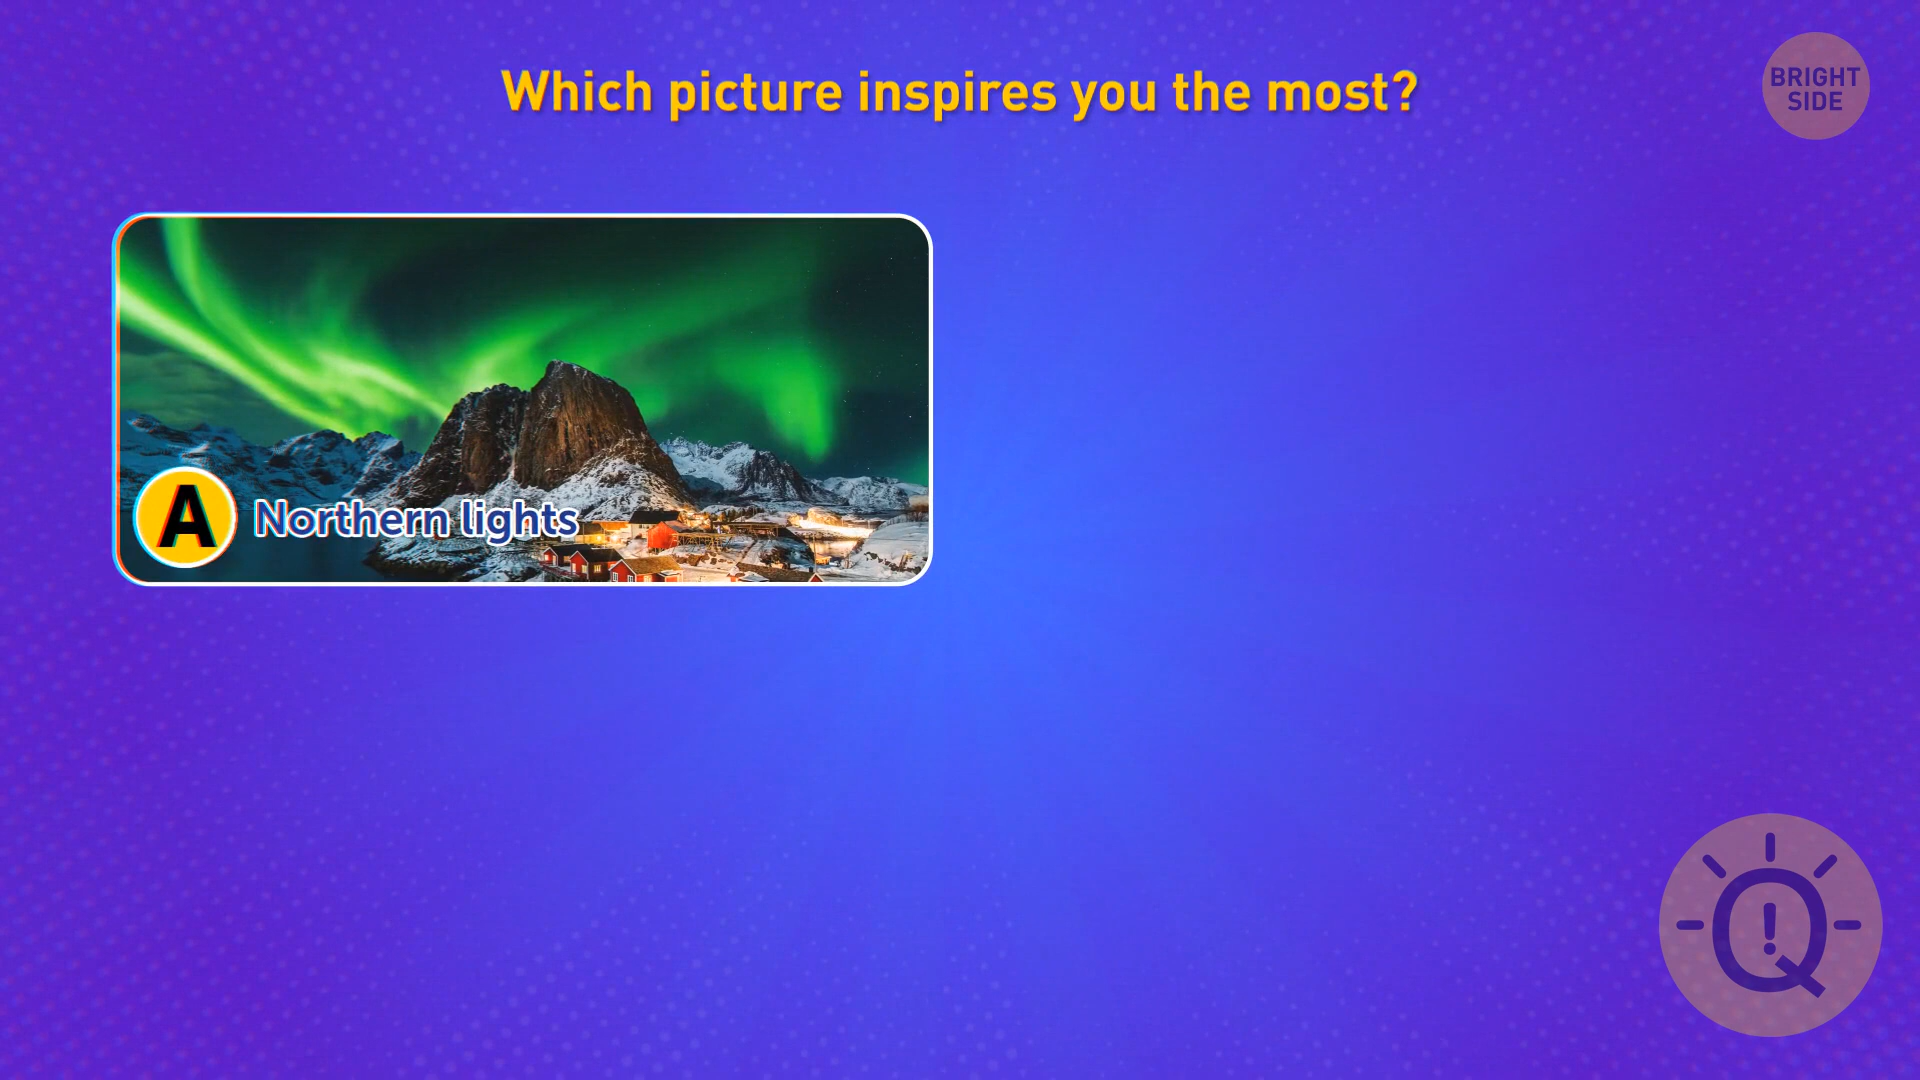 Which picture inspires you the most?
BRIGHT
SIDE
A Northern lights
Q!